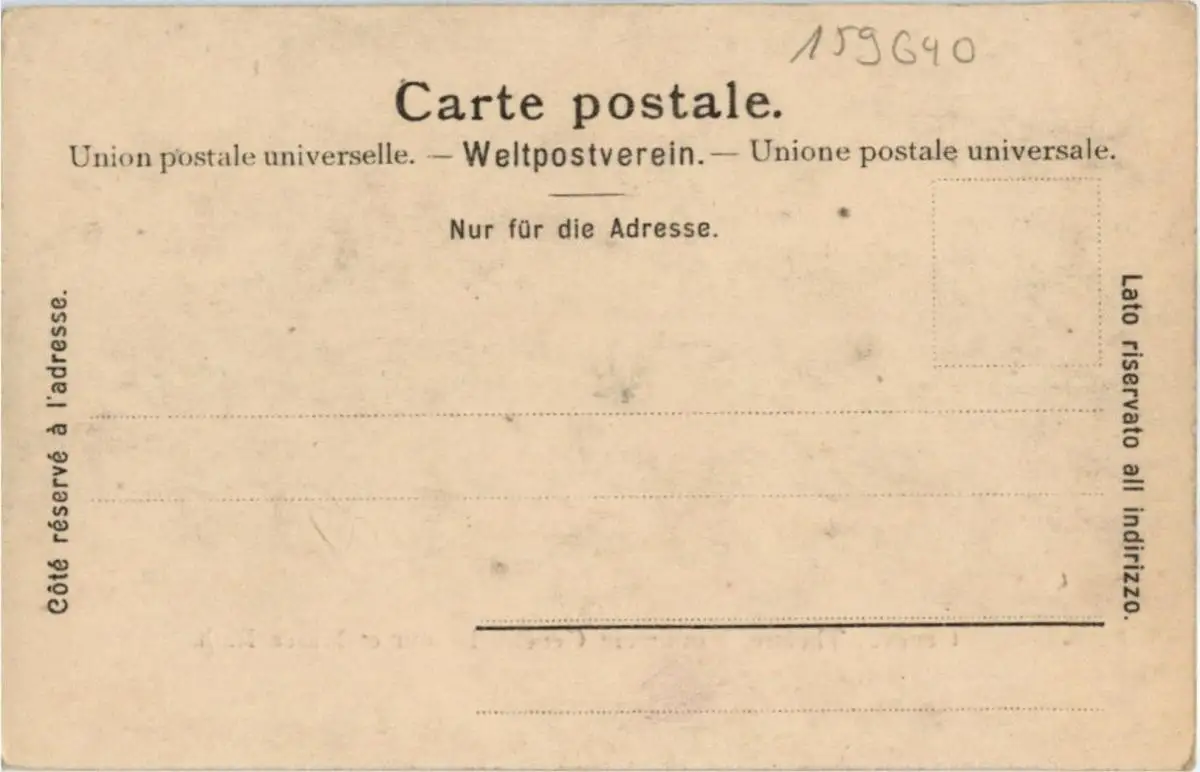 159640
Carte postale.
Union postale universelle. — Weltpostverein. — Unione postale universale.
Nur für die Adresse.
Côté réservé à l'adresse.
Lato riservato all indirizzo.